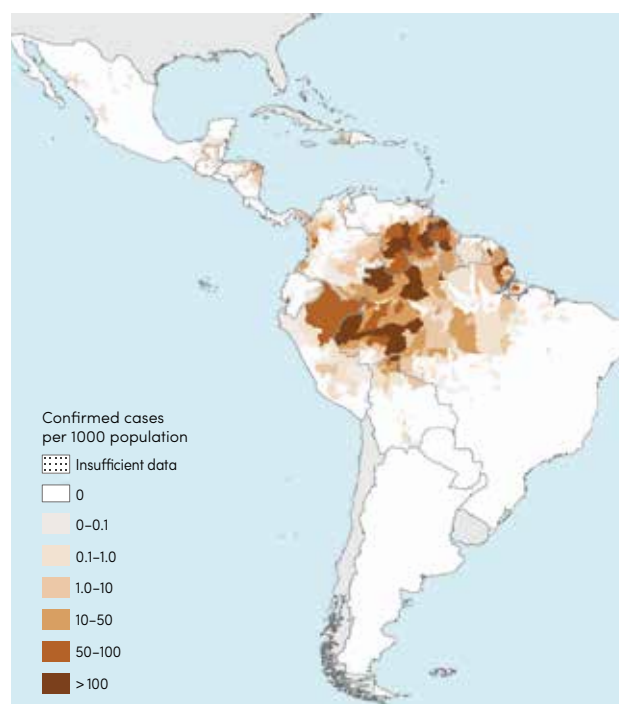 Confirmed cases
per 1000 population
Insufficient data
0
0–0.1
0.1–1.0
1.0–10
10–50
50–100
>100